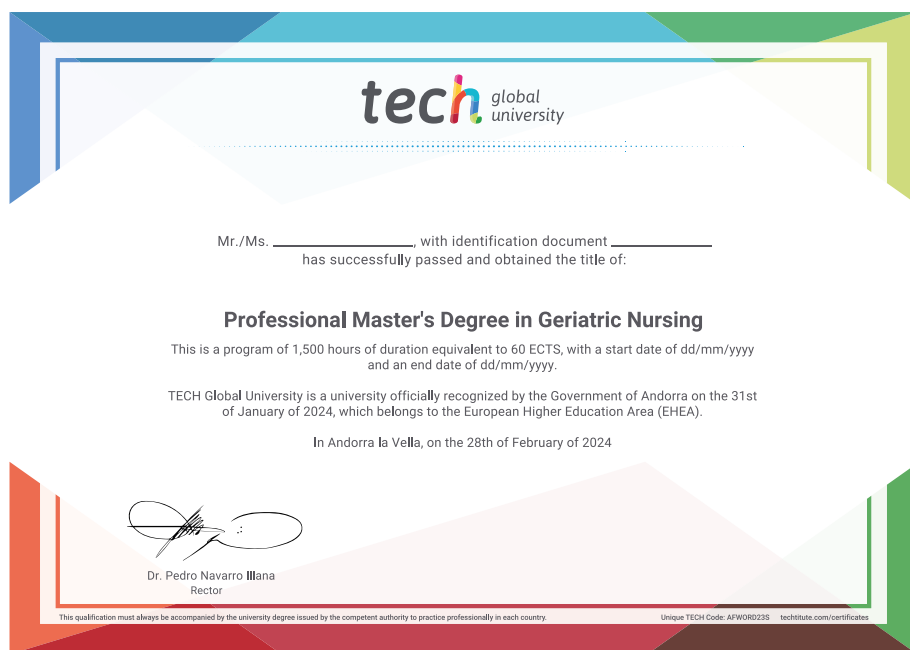 tech global university
Mr./Ms. ____________, with identification document ____________
has successfully passed and obtained the title of:
Professional Master's Degree in Geriatric Nursing
This is a program of 1,500 hours of duration equivalent to 60 ECTS, with a start date of dd/mm/yyyy
and an end date of dd/mm/yyyy.
TECH Global University is a university officially recognized by the Government of Andorra on the 31st
of January of 2024, which belongs to the European Higher Education Area (EHEA).
In Andorra la Vella, on the 28th of February of 2024
Dr. Pedro Navarro Illana
Rector
This qualification must always be accompanied by the university degree issued by the competent authority to practice professionally in each country.
Unique TECH Code: AFWORD23S techtitute.com/certificates